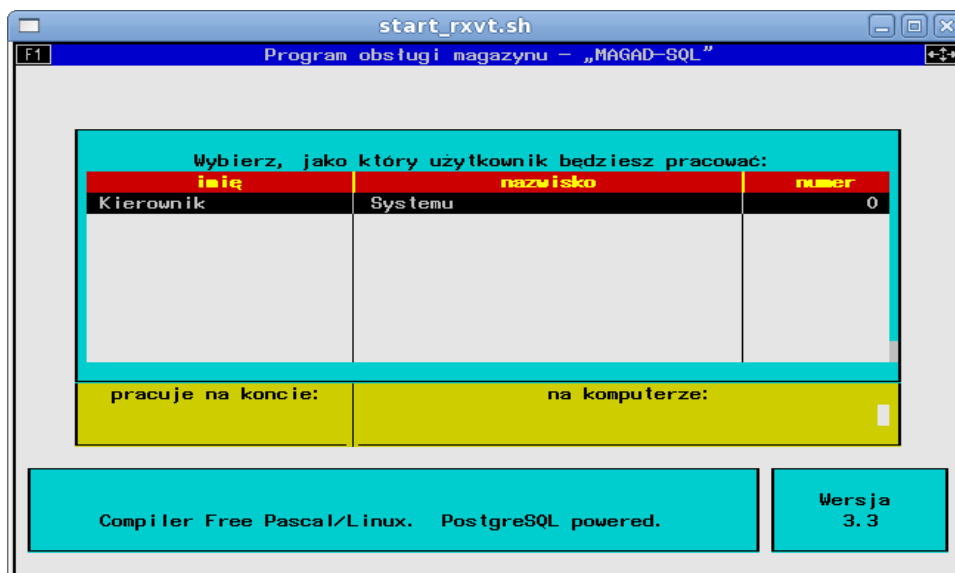 start_rxvt.sh
F1 Program obsługi magazynu – „MAGAD-SQL”
Wybierz, jako który użytkownik będziesz pracować:
imię nazwisko numer
Kierownik Systemu 0
pracuje na koncie: na komputerze:
Compiler Free Pascal/Linux. PostgreSQL powered.
Wersja
3.3